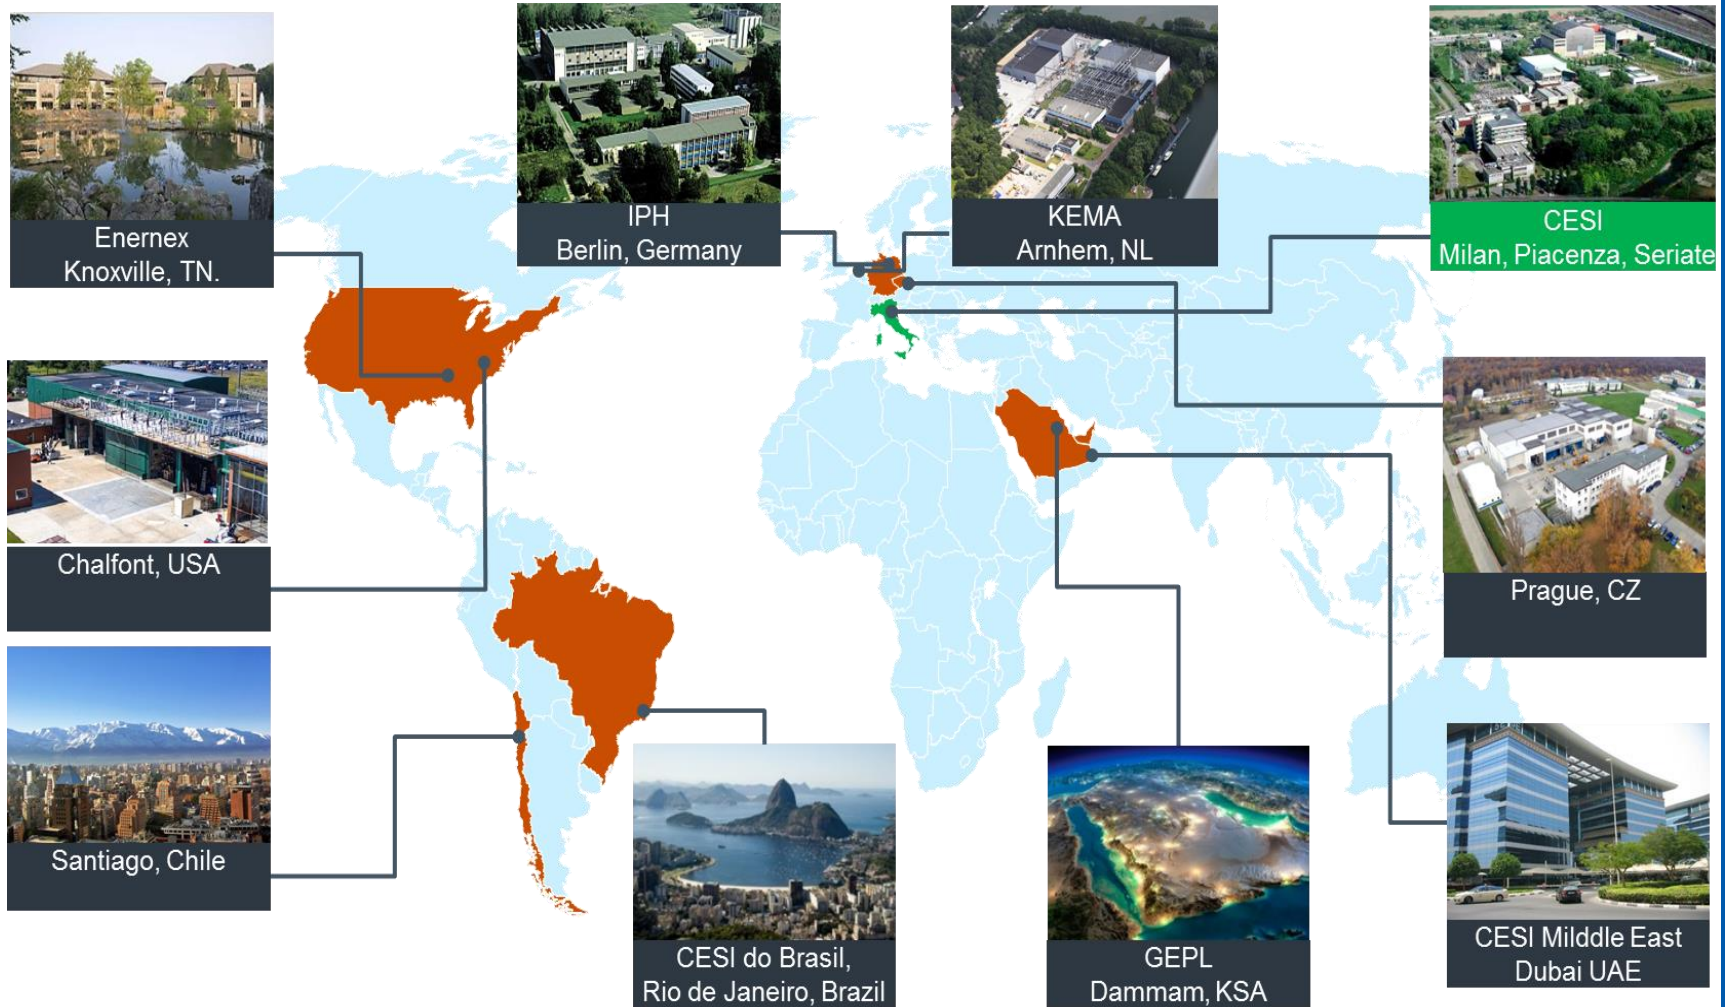 Enernex
Knoxville, TN.
IPH
Berlin, Germany
KEMA
Arnhem, NL
CESI
Milan, Piacenza, Seriate
Chalfont, USA
Prague, CZ
Santiago, Chile
CESI do Brasil,
Rio de Janeiro, Brazil
GEPL
Dammam, KSA
CESI Milddle East
Dubai UAE